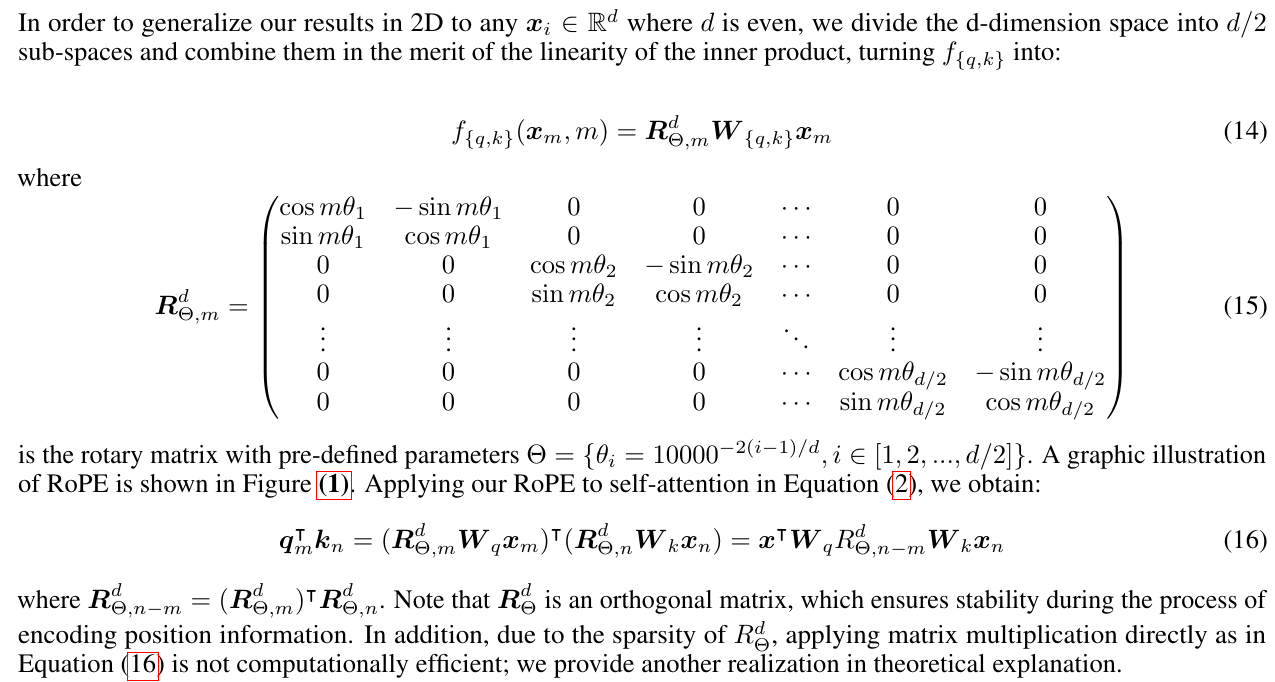 In order to generalize our results in 2D to any $\boldsymbol{x}_i \in \mathbb{R}^d$ where $d$ is even, we divide the d-dimension space into $d/2$
sub-spaces and combine them in the merit of the linearity of the inner product, turning $f_{\{q,k\}}$ into:
$f_{\{q,k\}}(\boldsymbol{x}_m, m) = \boldsymbol{R}^d_{\Theta,m} \boldsymbol{W}_{\{q,k\}} \boldsymbol{x}_m$ (14)
where
$\boldsymbol{R}^d_{\Theta,m} = \begin{pmatrix} \cos m\theta_1 & -\sin m\theta_1 & 0 & 0 & \cdots & 0 & 0 \\ \sin m\theta_1 & \cos m\theta_1 & 0 & 0 & \cdots & 0 & 0 \\ 0 & 0 & \cos m\theta_2 & -\sin m\theta_2 & \cdots & 0 & 0 \\ 0 & 0 & \sin m\theta_2 & \cos m\theta_2 & \cdots & 0 & 0 \\ \vdots & \vdots & \vdots & \vdots & \ddots & \vdots & \vdots \\ 0 & 0 & 0 & 0 & \cdots & \cos m\theta_{d/2} & -\sin m\theta_{d/2} \\ 0 & 0 & 0 & 0 & \cdots & \sin m\theta_{d/2} & \cos m\theta_{d/2} \end{pmatrix}$ (15)
is the rotary matrix with pre-defined parameters $\Theta = \{\theta_i = 10000^{-2(i-1)/d}, i \in [1, 2, ..., d/2]\}$. A graphic illustration
of RoPE is shown in Figure (1). Applying our RoPE to self-attention in Equation (2), we obtain:
$\boldsymbol{q}_m^\intercal \boldsymbol{k}_n = (\boldsymbol{R}^d_{\Theta,m} \boldsymbol{W}_q \boldsymbol{x}_m)^\intercal (\boldsymbol{R}^d_{\Theta,n} \boldsymbol{W}_k \boldsymbol{x}_n) = \boldsymbol{x}^\intercal \boldsymbol{W}_q R^d_{\Theta,n-m} \boldsymbol{W}_k \boldsymbol{x}_n$ (16)
where $\boldsymbol{R}^d_{\Theta,n-m} = (\boldsymbol{R}^d_{\Theta,m})^\intercal \boldsymbol{R}^d_{\Theta,n}$. Note that $\boldsymbol{R}^d_\Theta$ is an orthogonal matrix, which ensures stability during the process of
encoding position information. In addition, due to the sparsity of $R^d_\Theta$, applying matrix multiplication directly as in
Equation (16) is not computationally efficient; we provide another realization in theoretical explanation.